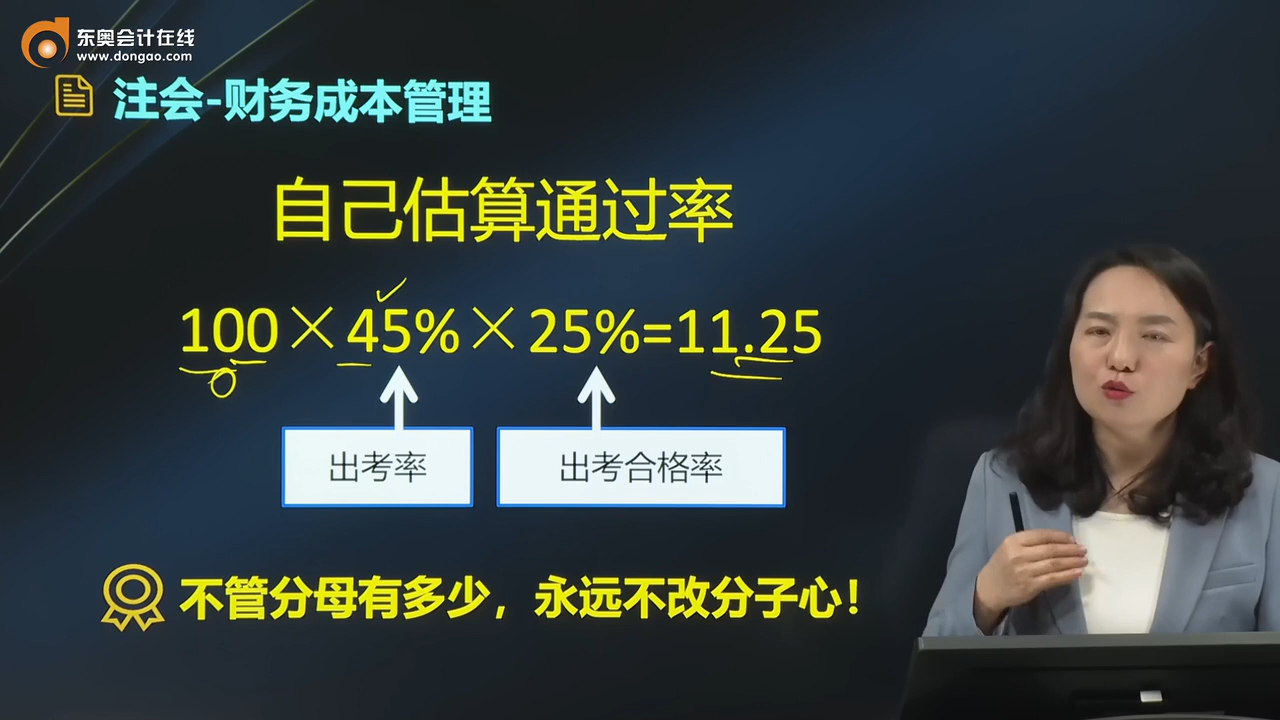 东奥会计在线
www.dongao.com
注会-财务成本管理
自己估算通过率
100×45%×25%=11.25
出考率
出考合格率
不管分母有多少，永远不改分子心！